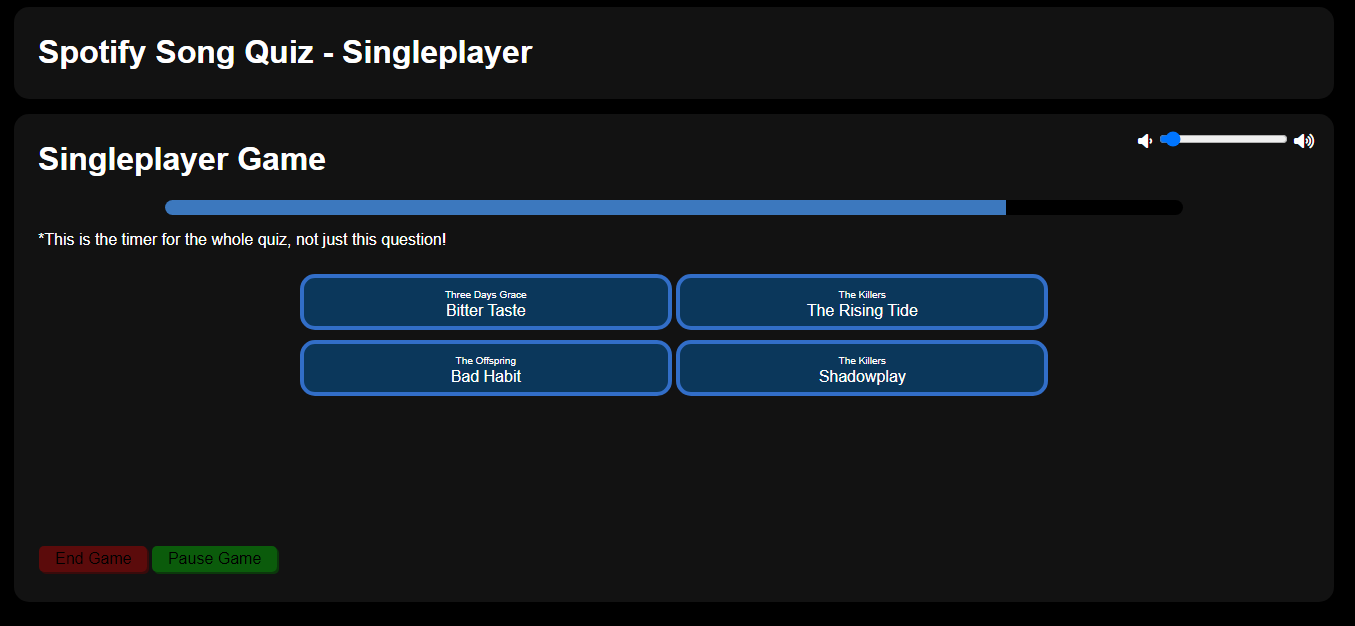 Spotify Song Quiz - Singleplayer
Singleplayer Game
*This is the timer for the whole quiz, not just this question!
Three Days Grace
Bitter Taste
The Killers
The Rising Tide
The Offspring
Bad Habit
The Killers
Shadowplay
End Game
Pause Game